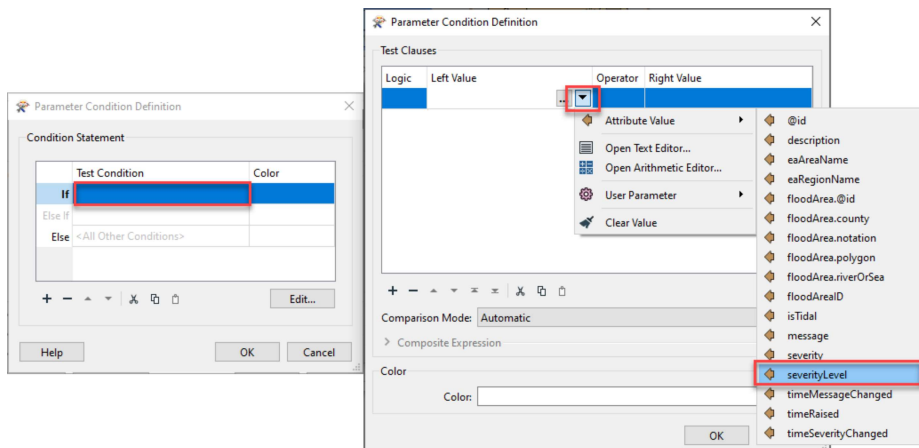 Parameter Condition Definition
Condition Statement
Test Condition Color
If
Else If
Else <All Other Conditions>
Edit...
Help OK Cancel
Parameter Condition Definition
Test Clauses
Logic Left Value Operator Right Value
...
Attribute Value
Open Text Editor...
Open Arithmetic Editor...
User Parameter
Clear Value
@id
description
eaAreaName
eaRegionName
floodArea.@id
floodArea.county
floodArea.notation
floodArea.polygon
floodArea.riverOrSea
floodAreaID
isTidal
message
severity
severityLevel
timeMessageChanged
timeRaised
timeSeverityChanged
Comparison Mode: Automatic
Composite Expression
Color
Color:
OK